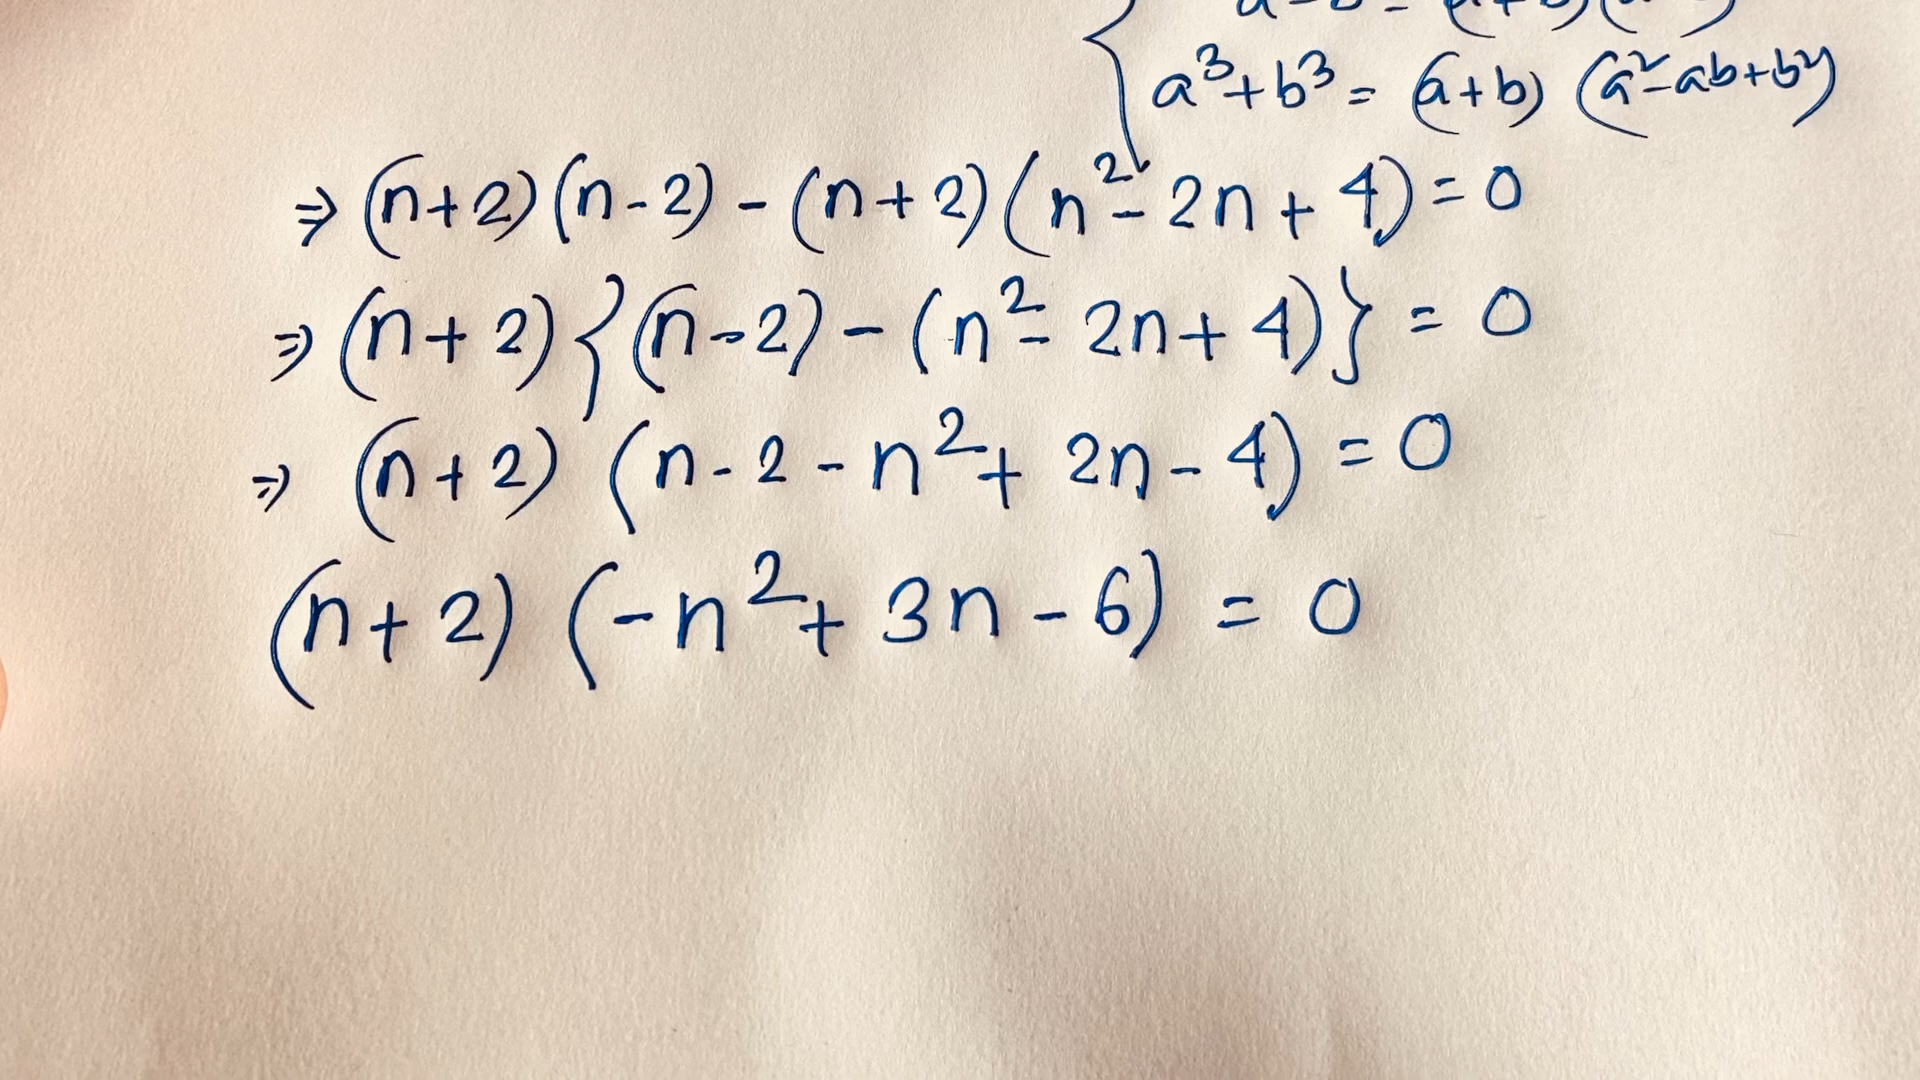 a³+b³ = (a+b) (a²-ab+b²)
⇒ (n+2)(n-2) - (n+2)(n²-2n+4)=0
⇒ (n+2){(n-2)-(n²-2n+4)} = 0
⇒ (n+2) (n-2-n²+2n-4) = 0
(n+2) (-n²+3n-6) = 0